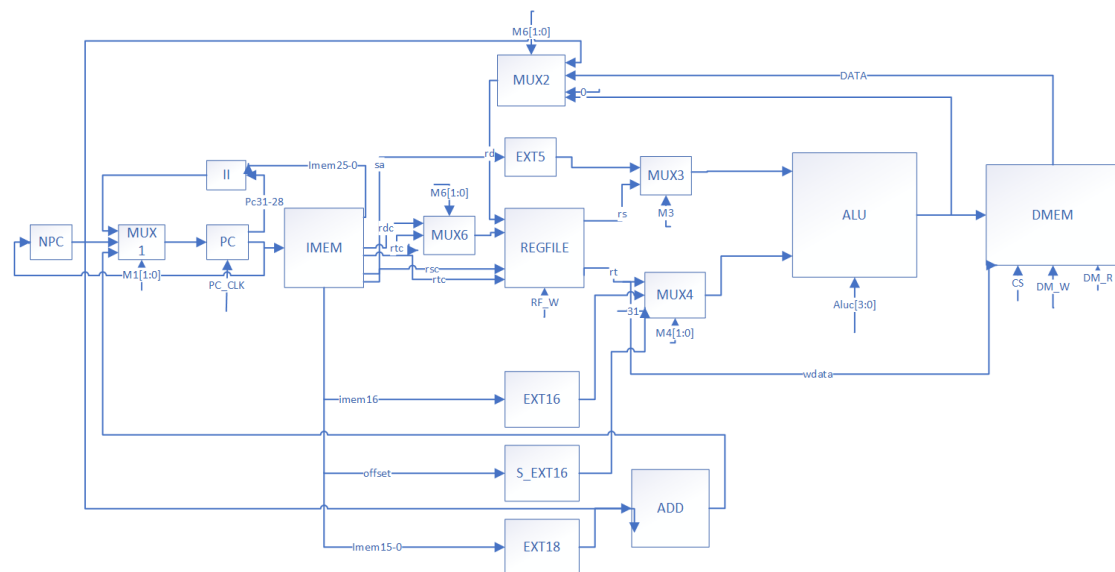 M6[1:0]
MUX2
DATA
0
Imem25-0
sa
rd
EXT5
II
MUX3
ALU
DMEM
Pc31-28
M6[1:0]
rs
M3
NPC
MUX
1
PC
IMEM
rdc
rtc
MUX6
REGFILE
M1[1:0]
PC_CLK
rsc
rtc
rt
MUX4
31
RF_W
M4[1:0]
Aluc[3:0]
CS
DM_W
DM_R
wdata
imem16
EXT16
offset
S_EXT16
ADD
Imem15-0
EXT18